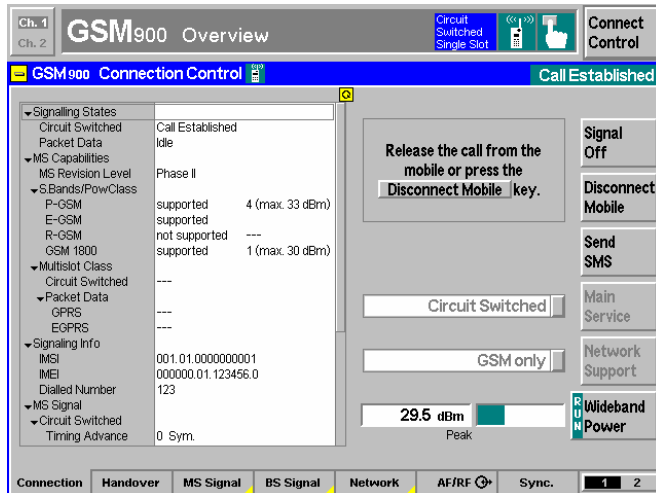 Ch. 1
Ch. 2
GSM900 Overview
Circuit
Switched
Single Slot
Connect
Control
GSM900 Connection Control
Call Established
Signalling States
Circuit Switched Call Established
Packet Data Idle
MS Capabilities
MS Revision Level Phase II
S.Bands/PowClass
P-GSM supported 4 (max. 33 dBm)
E-GSM supported
R-GSM not supported ---
GSM 1800 supported 1 (max. 30 dBm)
Multislot Class
Circuit Switched ---
Packet Data
GPRS ---
EGPRS ---
Signaling Info
IMSI 001.01.0000000001
IMEI 000000.01.123456.0
Dialled Number 123
MS Signal
Circuit Switched
Timing Advance 0 Sym.
Release the call from the
mobile or press the
Disconnect Mobile key.
Circuit Switched
GSM only
29.5 dBm
Peak
Signal
Off
Disconnect
Mobile
Send
SMS
Main
Service
Network
Support
RUN
Wideband
Power
Connection Handover MS Signal BS Signal Network AF/RF Sync. 1 2